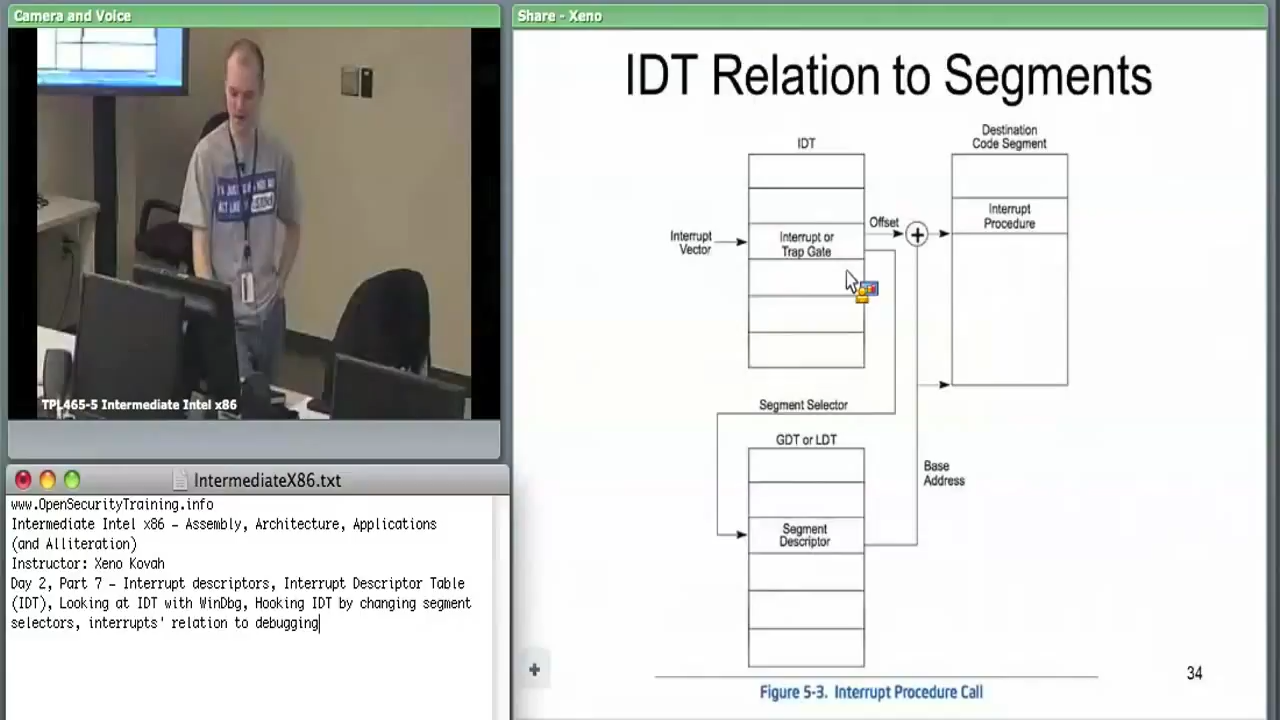 Camera and Voice
TPL465-5 Intermediate Intel x86
IntermediateX86.txt
www.OpenSecurityTraining.info
Intermediate Intel x86 - Assembly, Architecture, Applications
(and Alliteration)
Instructor: Xeno Kovah
Day 2, Part 7 - Interrupt descriptors, Interrupt Descriptor Table
(IDT), Looking at IDT with WinDbg, Hooking IDT by changing segment
selectors, interrupts' relation to debugging
Share - Xeno
IDT Relation to Segments
IDT
Destination
Code Segment
Interrupt
Vector
Interrupt or
Trap Gate
Offset
+
Interrupt
Procedure
Segment Selector
GDT or LDT
Base
Address
Segment
Descriptor
34
Figure 5-3. Interrupt Procedure Call